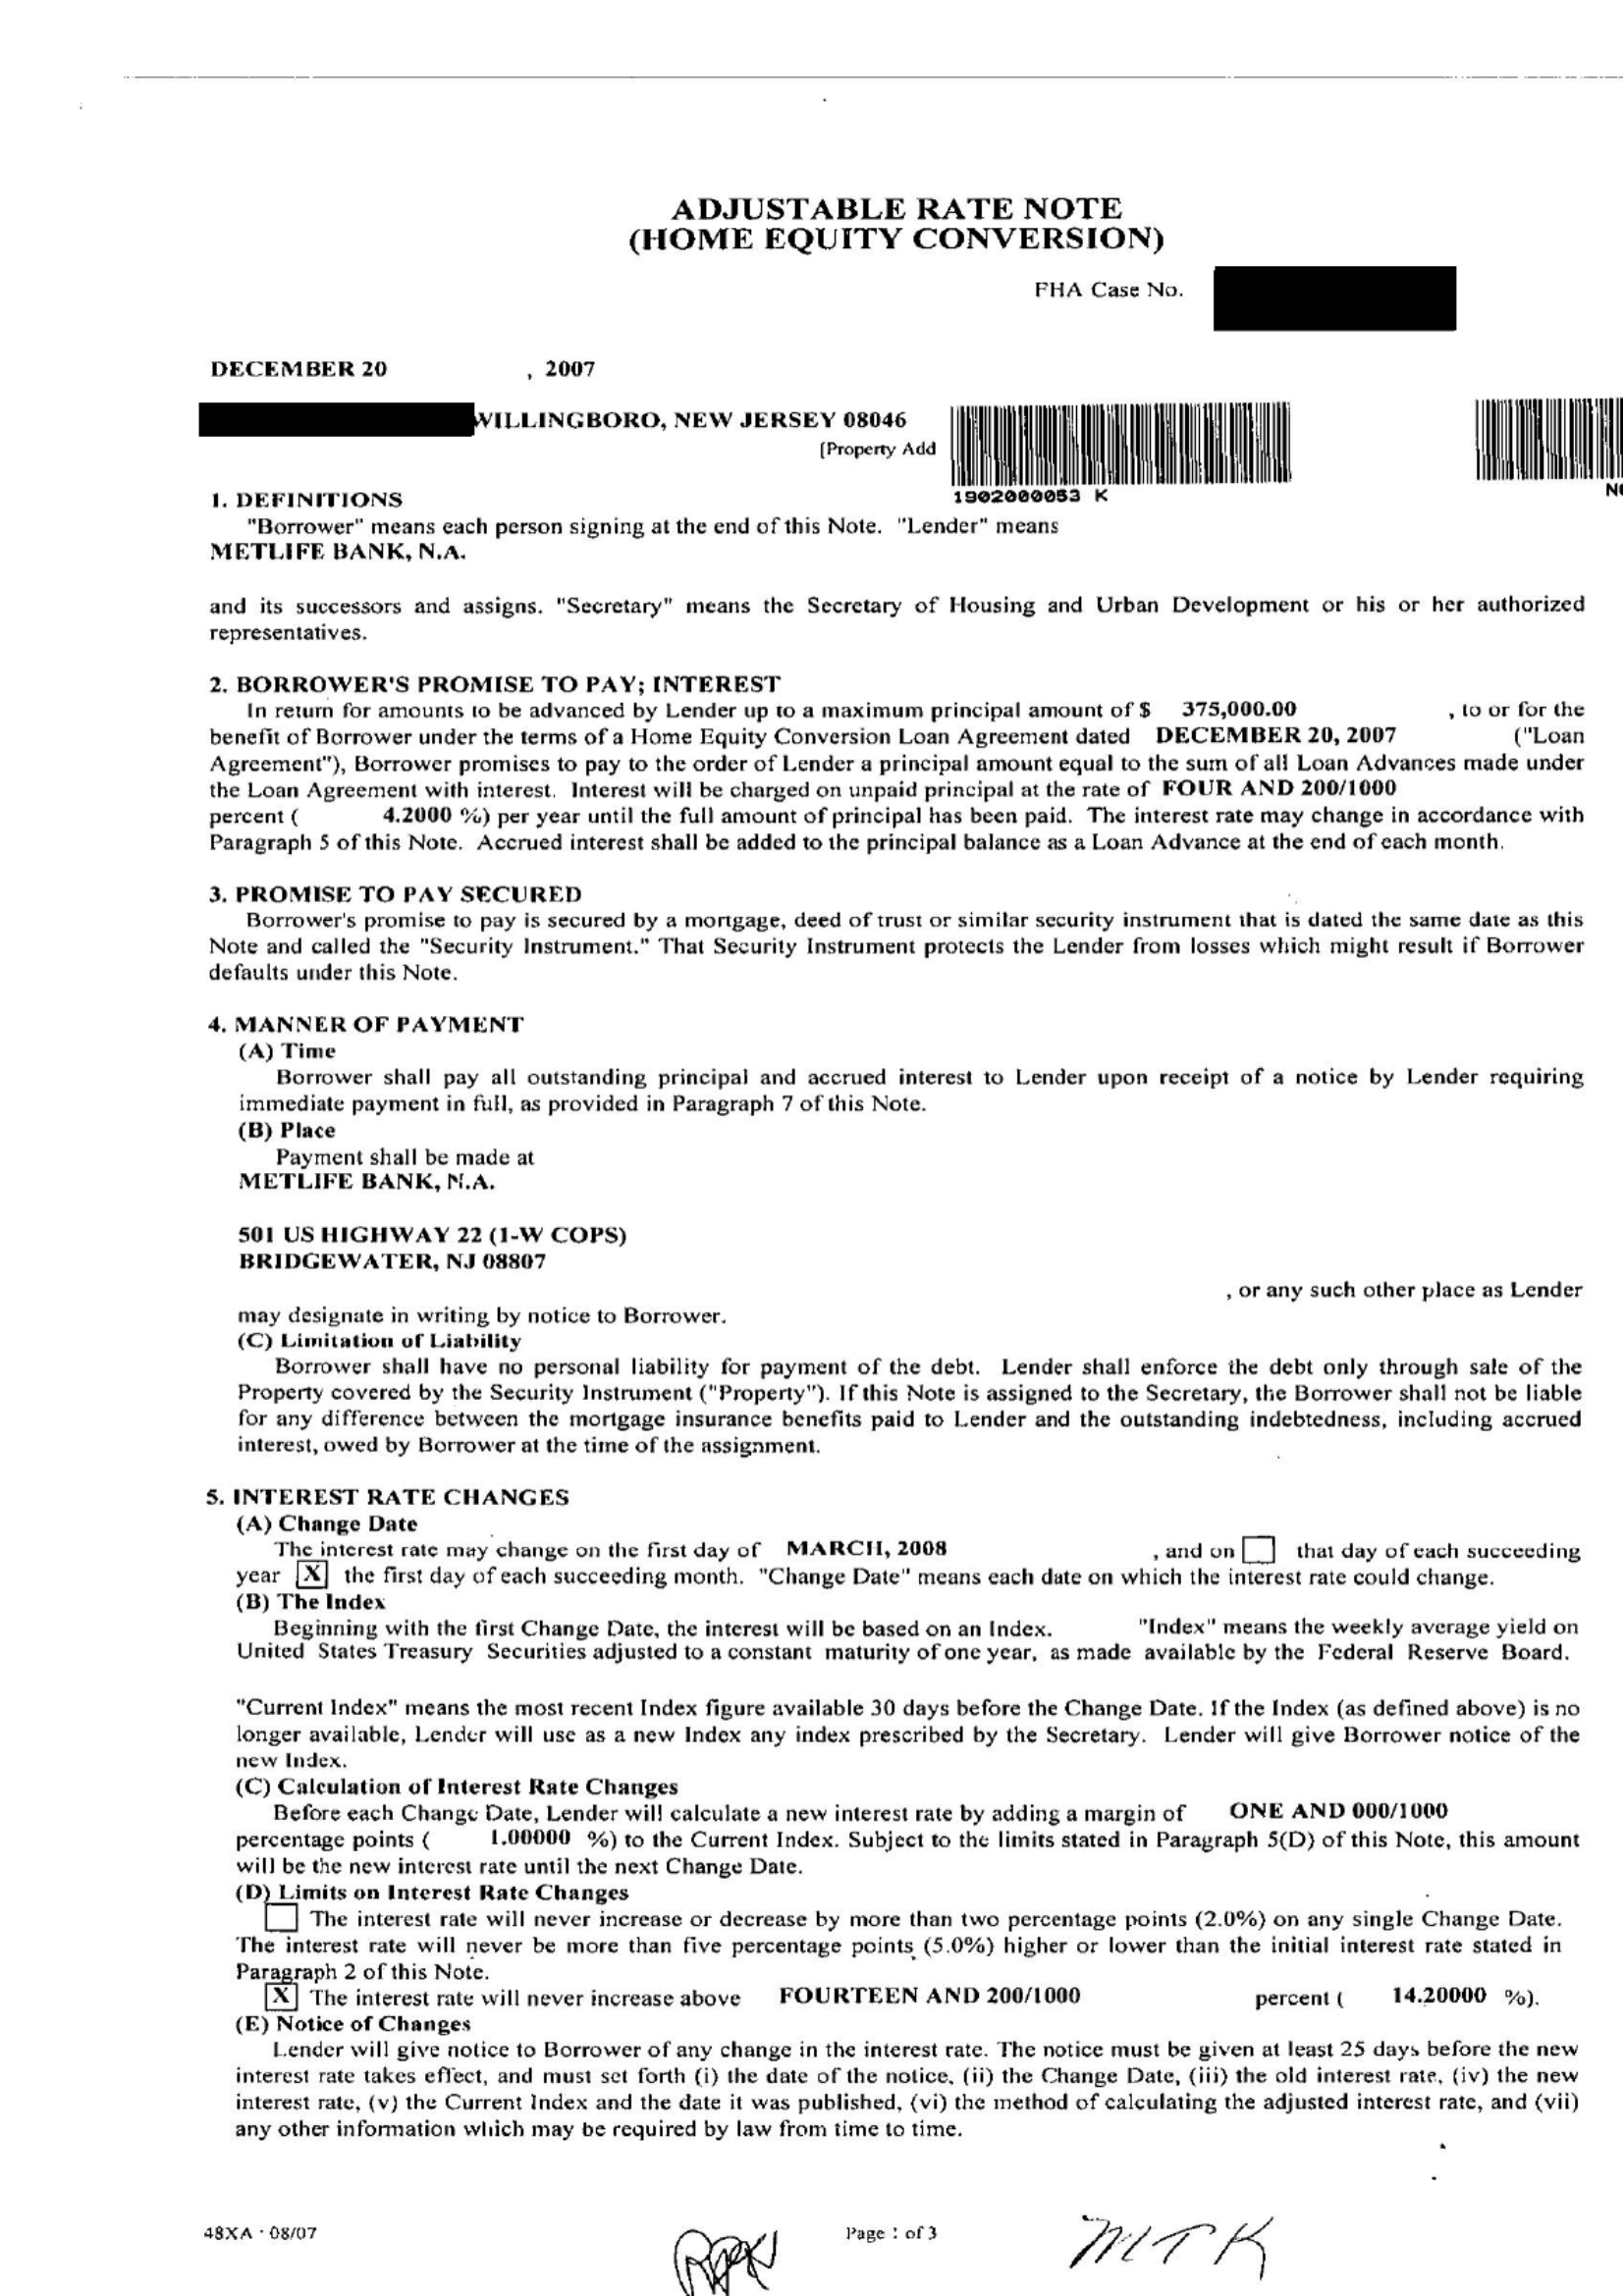 ADJUSTABLE RATE NOTE
(HOME EQUITY CONVERSION)
FHA Case No.
DECEMBER 20 , 2007
WILLINGBORO, NEW JERSEY 08046
[Property Add
1902000053 K
1. DEFINITIONS
"Borrower" means each person signing at the end of this Note. "Lender" means
METLIFE BANK, N.A.
and its successors and assigns. "Secretary" means the Secretary of Housing and Urban Development or his or her authorized
representatives.
2. BORROWER'S PROMISE TO PAY; INTEREST
In return for amounts to be advanced by Lender up to a maximum principal amount of $ 375,000.00 , to or for the
benefit of Borrower under the terms of a Home Equity Conversion Loan Agreement dated DECEMBER 20, 2007 ("Loan
Agreement"), Borrower promises to pay to the order of Lender a principal amount equal to the sum of all Loan Advances made under
the Loan Agreement with interest. Interest will be charged on unpaid principal at the rate of FOUR AND 200/1000
percent ( 4.2000 %) per year until the full amount of principal has been paid. The interest rate may change in accordance with
Paragraph 5 of this Note. Accrued interest shall be added to the principal balance as a Loan Advance at the end of each month.
3. PROMISE TO PAY SECURED
Borrower's promise to pay is secured by a mortgage, deed of trust or similar security instrument that is dated the same date as this
Note and called the "Security Instrument." That Security Instrument protects the Lender from losses which might result if Borrower
defaults under this Note.
4. MANNER OF PAYMENT
(A) Time
Borrower shall pay all outstanding principal and accrued interest to Lender upon receipt of a notice by Lender requiring
immediate payment in full, as provided in Paragraph 7 of this Note.
(B) Place
Payment shall be made at
METLIFE BANK, N.A.
501 US HIGHWAY 22 (1-W COPS)
BRIDGEWATER, NJ 08807
, or any such other place as Lender
may designate in writing by notice to Borrower.
(C) Limitation of Liability
Borrower shall have no personal liability for payment of the debt. Lender shall enforce the debt only through sale of the
Property covered by the Security Instrument ("Property"). If this Note is assigned to the Secretary, the Borrower shall not be liable
for any difference between the mortgage insurance benefits paid to Lender and the outstanding indebtedness, including accrued
interest, owed by Borrower at the time of the assignment.
5. INTEREST RATE CHANGES
(A) Change Date
The interest rate may change on the first day of MARCH, 2008 , and on that day of each succeeding
year X the first day of each succeeding month. "Change Date" means each date on which the interest rate could change.
(B) The Index
Beginning with the first Change Date, the interest will be based on an Index. "Index" means the weekly average yield on
United States Treasury Securities adjusted to a constant maturity of one year, as made available by the Federal Reserve Board.
"Current Index" means the most recent Index figure available 30 days before the Change Date. If the Index (as defined above) is no
longer available, Lender will use as a new Index any index prescribed by the Secretary. Lender will give Borrower notice of the
new Index.
(C) Calculation of Interest Rate Changes
Before each Change Date, Lender will calculate a new interest rate by adding a margin of ONE AND 000/1000
percentage points ( 1.00000 %) to the Current Index. Subject to the limits stated in Paragraph 5(D) of this Note, this amount
will be the new interest rate until the next Change Date.
(D) Limits on Interest Rate Changes
The interest rate will never increase or decrease by more than two percentage points (2.0%) on any single Change Date.
The interest rate will never be more than five percentage points (5.0%) higher or lower than the initial interest rate stated in
Paragraph 2 of this Note.
X The interest rate will never increase above FOURTEEN AND 200/1000 percent ( 14.20000 %).
(E) Notice of Changes
Lender will give notice to Borrower of any change in the interest rate. The notice must be given at least 25 days before the new
interest rate takes effect, and must set forth (i) the date of the notice, (ii) the Change Date, (iii) the old interest rate, (iv) the new
interest rate, (v) the Current Index and the date it was published, (vi) the method of calculating the adjusted interest rate, and (vii)
any other information which may be required by law from time to time.
48XA · 08/07 Page 1 of 3 MTK